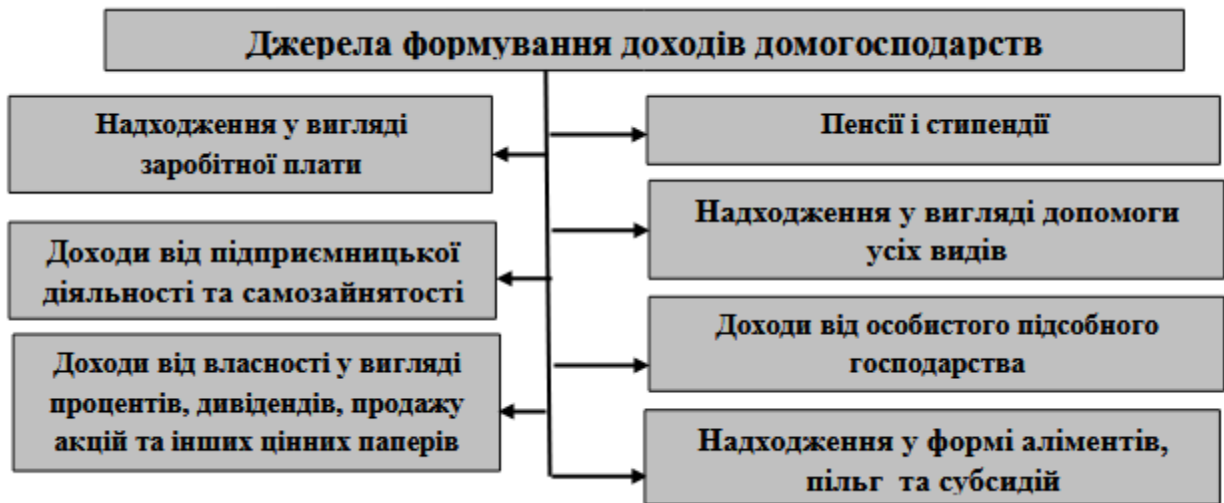 Джерела формування доходів домогосподарств
Надходження у вигляді
заробітної плати
Доходи від підприємницької
діяльності та самозайнятості
Доходи від власності у вигляді
процентів, дивідендів, продажу
акцій та інших цінних паперів
Пенсії і стипендії
Надходження у вигляді допомоги
усіх видів
Доходи від особистого підсобного
господарства
Надходження у формі аліментів,
пільг та субсидій